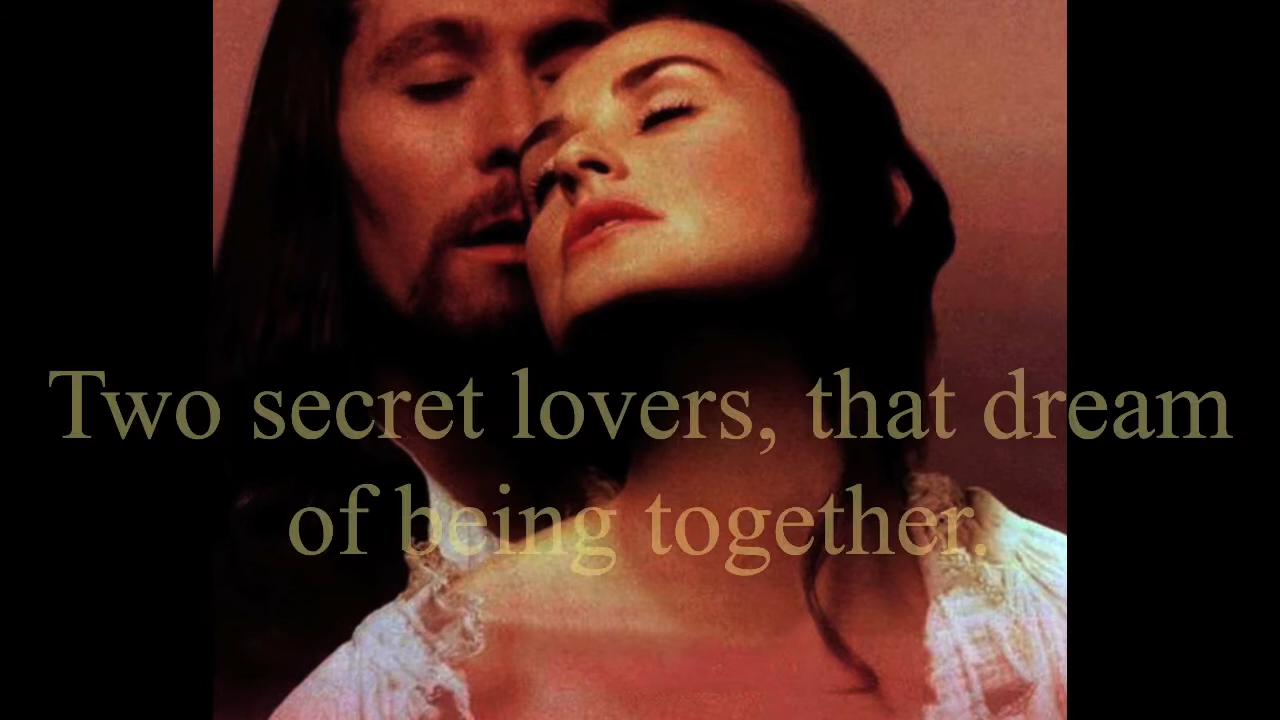 Two secret lovers, that dream
of being together.